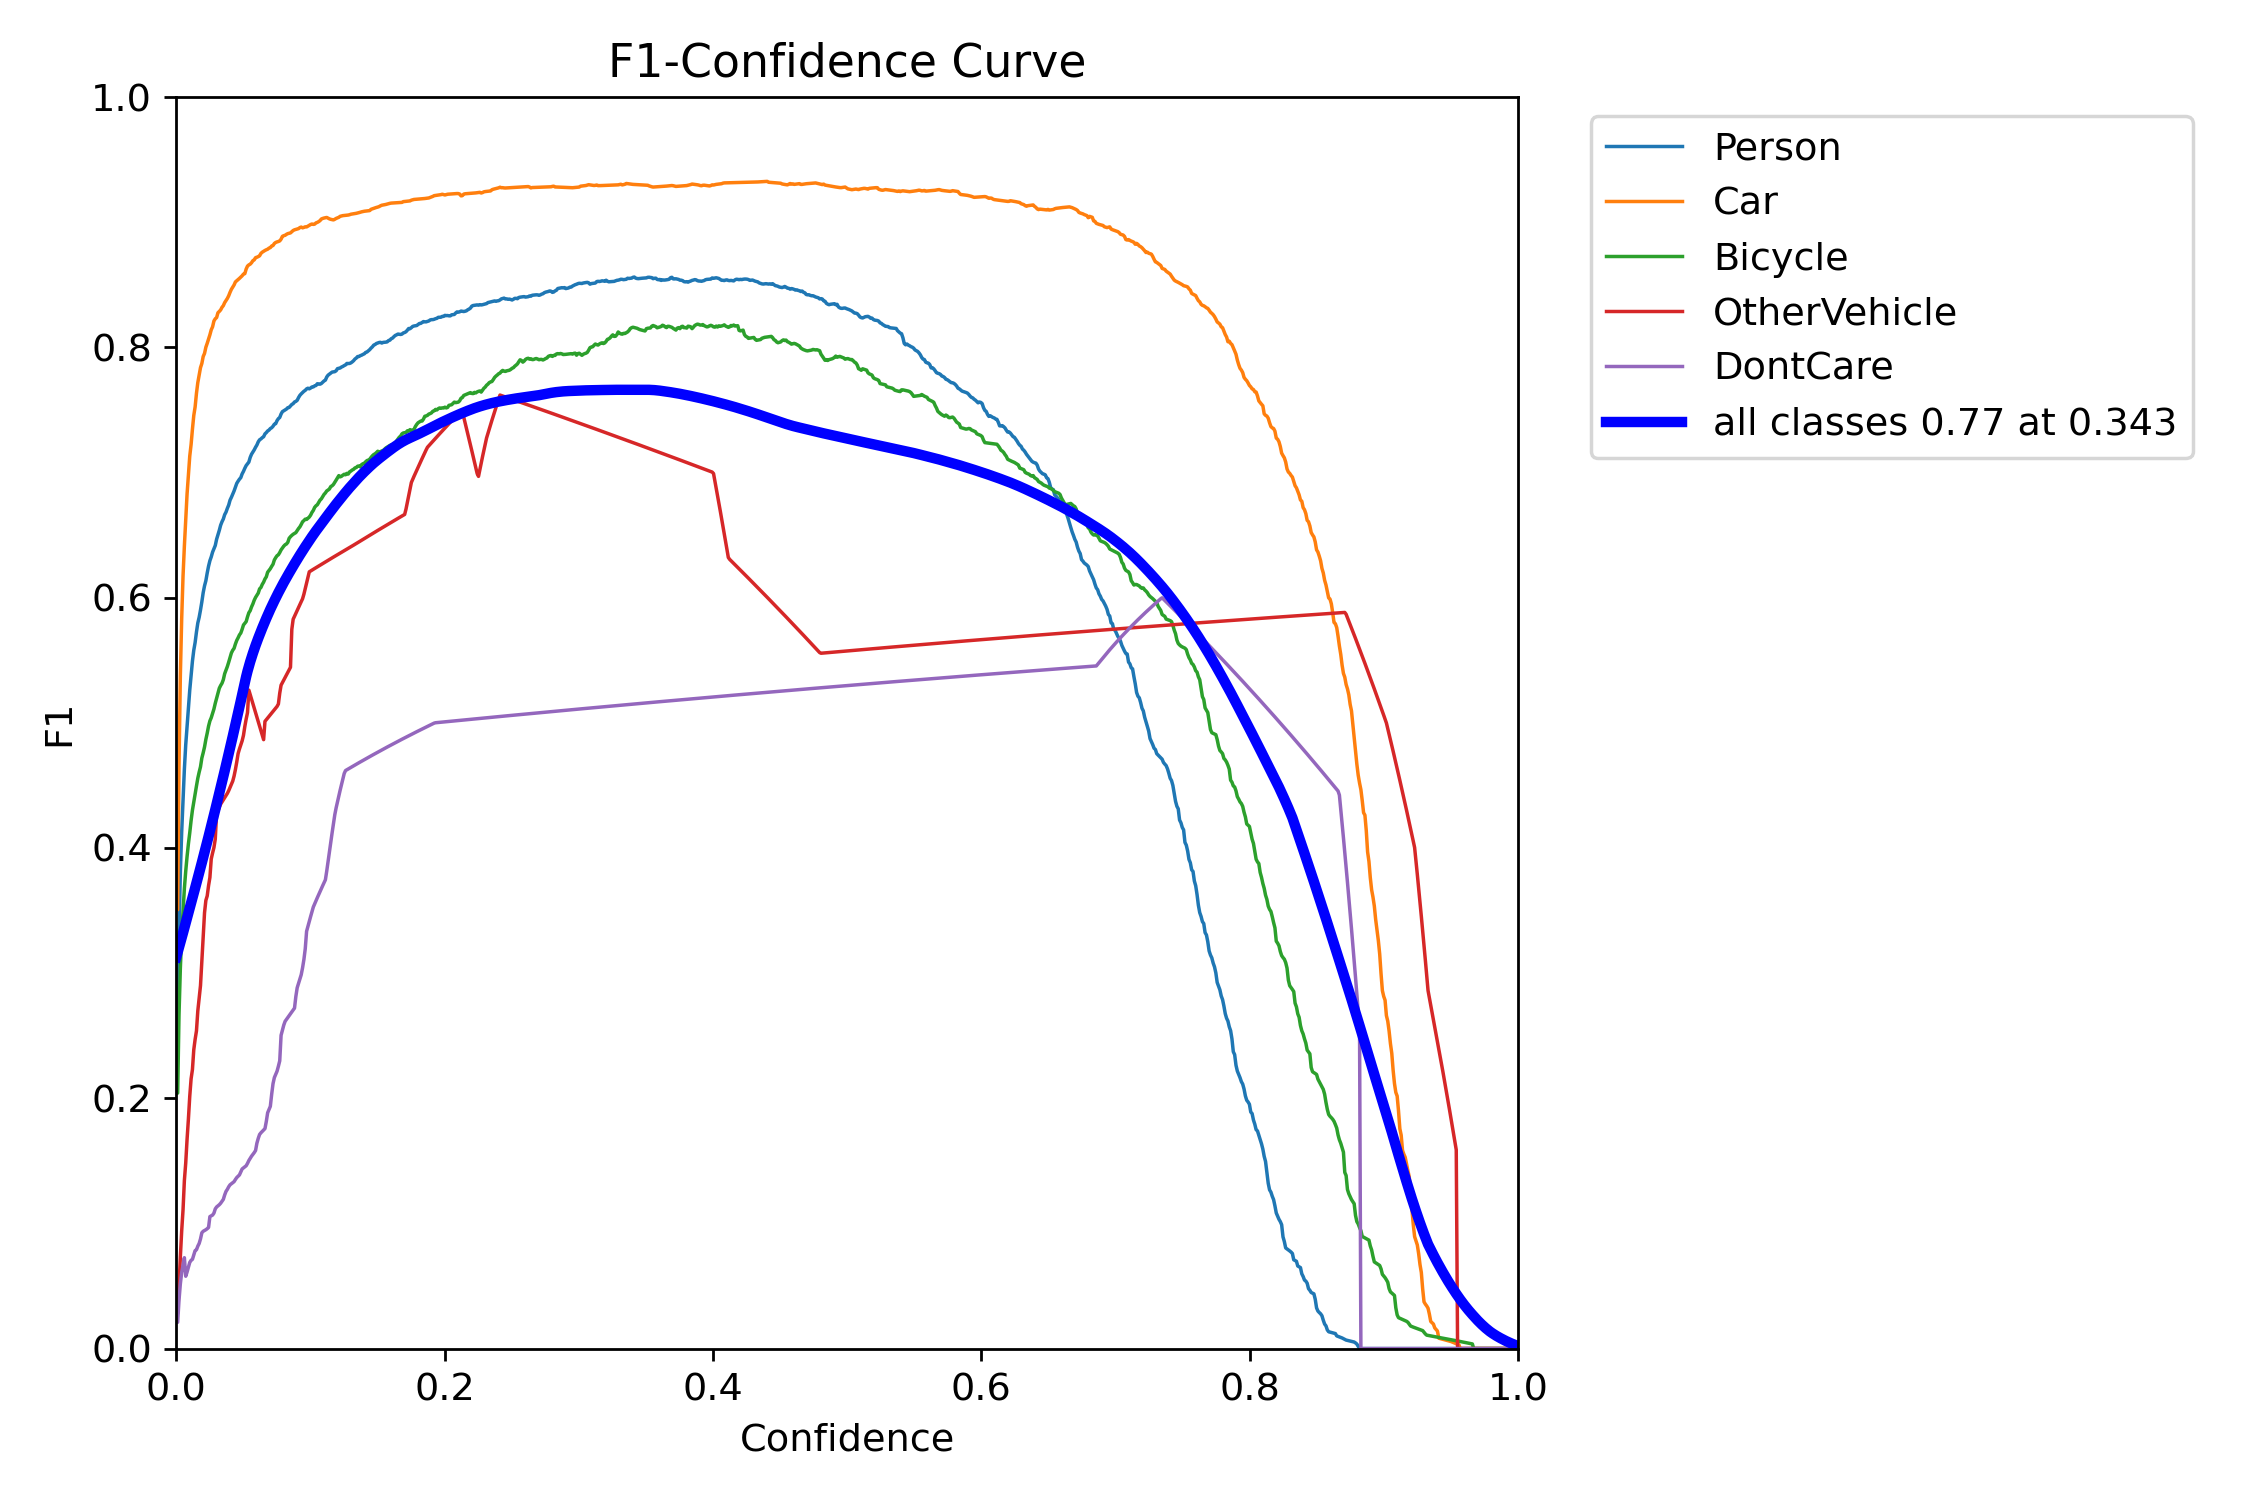 F1-Confidence Curve
1.0
0.8
0.6
0.4
0.2
0.0
F1
0.0 0.2 0.4 0.6 0.8 1.0
Confidence
Person
Car
Bicycle
OtherVehicle
DontCare
all classes 0.77 at 0.343